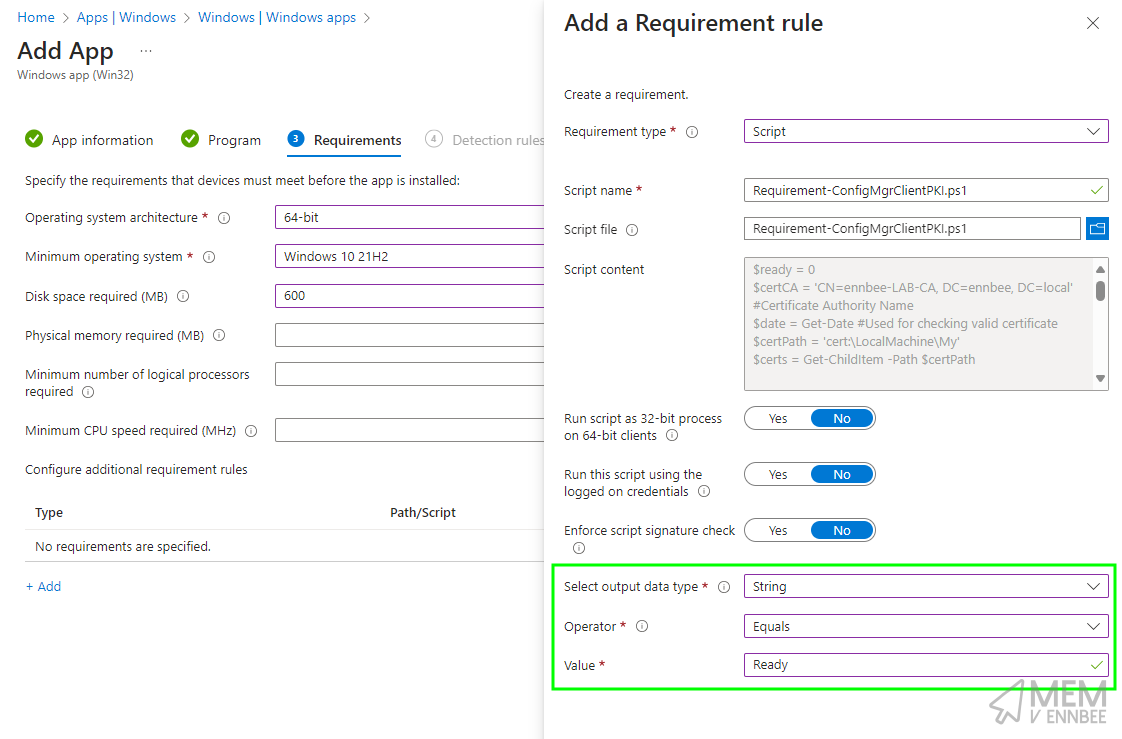 Home > Apps | Windows > Windows | Windows apps >
Add App ...
Windows app (Win32)
App information
Program
3 Requirements
4 Detection rules
Specify the requirements that devices must meet before the app is installed:
Operating system architecture *
64-bit
Minimum operating system *
Windows 10 21H2
Disk space required (MB)
600
Physical memory required (MB)
Minimum number of logical processors
required
Minimum CPU speed required (MHz)
Configure additional requirement rules
Type Path/Script
No requirements are specified.
+ Add
Add a Requirement rule
Create a requirement.
Requirement type *
Script
Script name *
Requirement-ConfigMgrClientPKI.ps1
Script file
Requirement-ConfigMgrClientPKI.ps1
Script content
$ready = 0
$certCA = 'CN=ennbee-LAB-CA, DC=ennbee, DC=local'
#Certificate Authority Name
$date = Get-Date #Used for checking valid certificate
$certPath = 'cert:\LocalMachine\My'
$certs = Get-ChildItem -Path $certPath
Run script as 32-bit process
on 64-bit clients
Yes No
Run this script using the
logged on credentials
Yes No
Enforce script signature check
Yes No
Select output data type *
String
Operator *
Equals
Value *
Ready
MEM
V ENNBEE